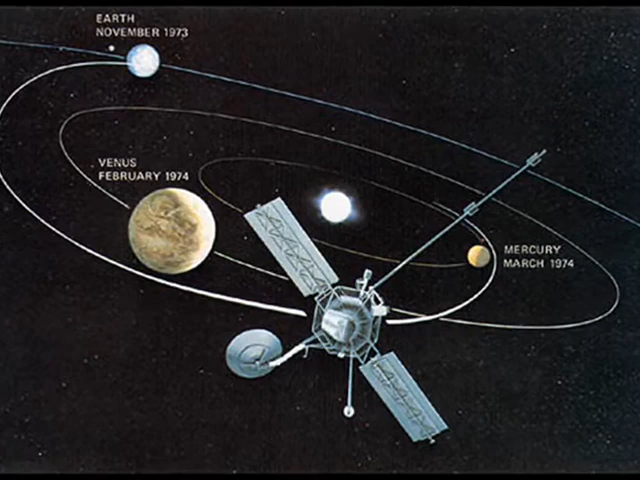 EARTH
NOVEMBER 1973
VENUS
FEBRUARY 1974
MERCURY
MARCH 1974